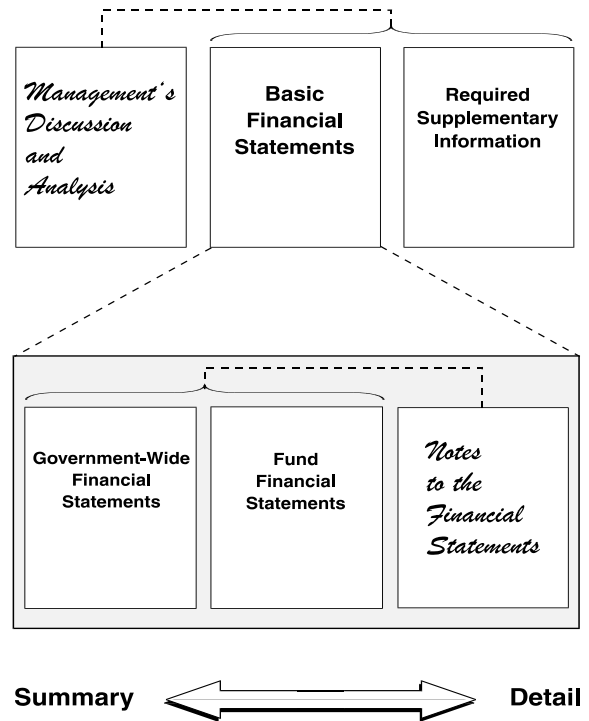 Management's
Discussion
and
Analysis
Basic
Financial
Statements
Required
Supplementary
Information
Government-Wide
Financial
Statements
Fund
Financial
Statements
Notes
to the
Financial
Statements
Summary
Detail